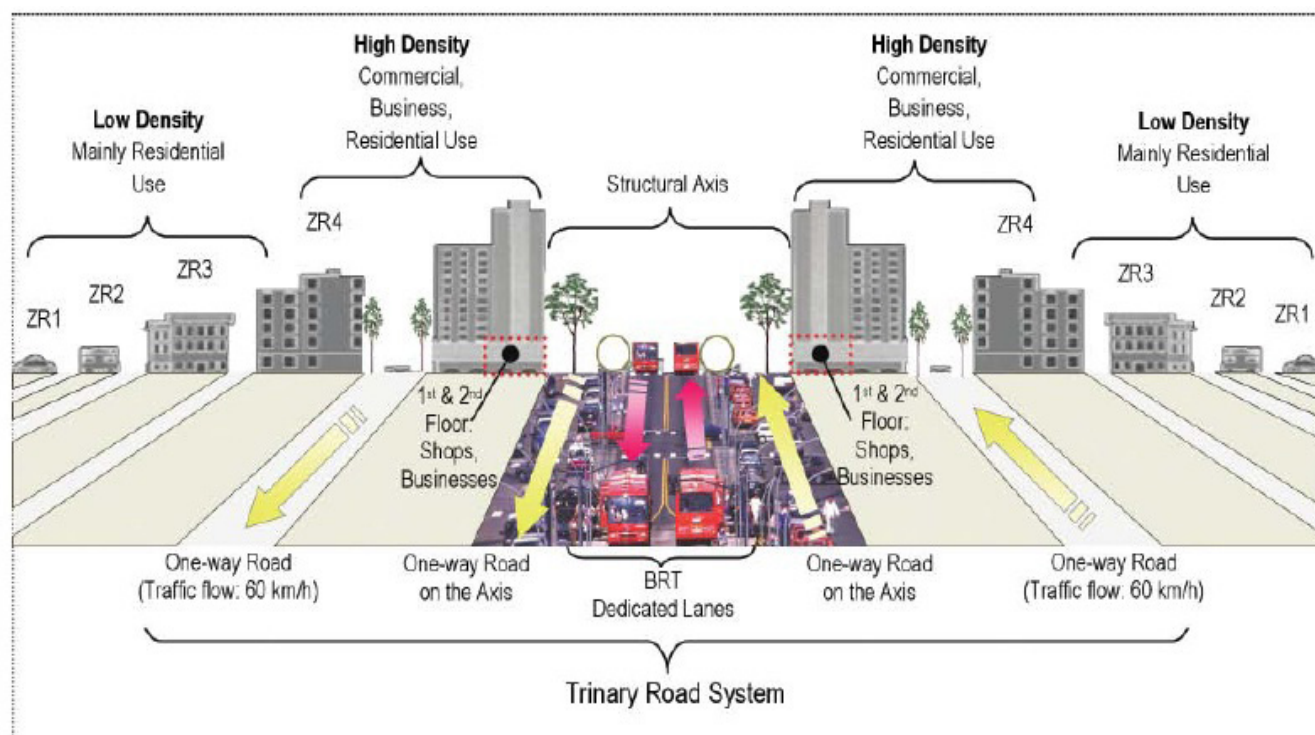 High Density
Commercial,
Business,
Residential Use
High Density
Commercial,
Business,
Residential Use
Low Density
Mainly Residential
Use
Low Density
Mainly Residential
Use
Structural Axis
ZR4
ZR4
ZR3
ZR2
ZR1
ZR3
ZR2
ZR1
1st & 2nd
Floor:
Shops,
Businesses
1st & 2nd
Floor:
Shops,
Businesses
One-way Road
(Traffic flow: 60 km/h)
One-way Road
on the Axis
BRT
Dedicated Lanes
One-way Road
on the Axis
One-way Road
(Traffic flow: 60 km/h)
Trinary Road System